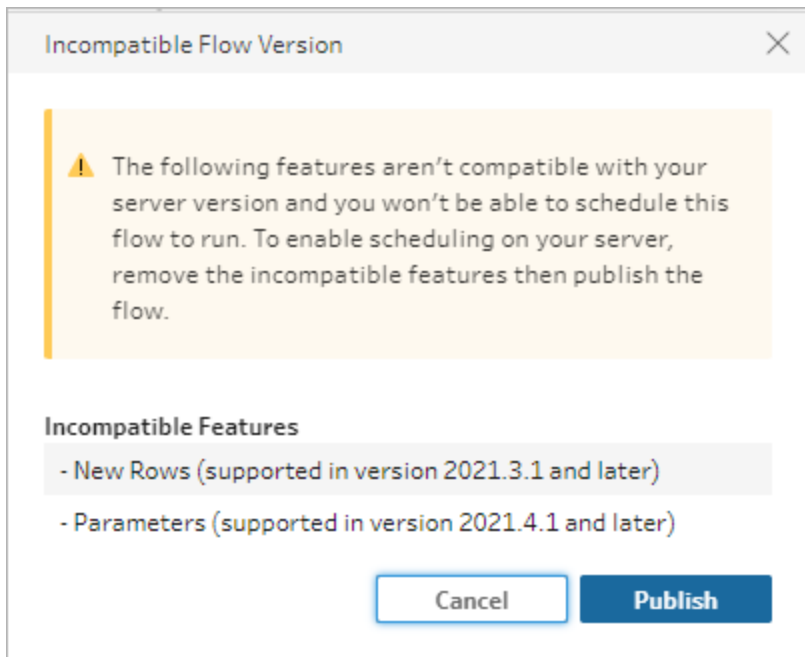 Incompatible Flow Version
The following features aren’t compatible with your
server version and you won’t be able to schedule this
flow to run. To enable scheduling on your server,
remove the incompatible features then publish the
flow.
Incompatible Features
- New Rows (supported in version 2021.3.1 and later)
- Parameters (supported in version 2021.4.1 and later)
Cancel
Publish